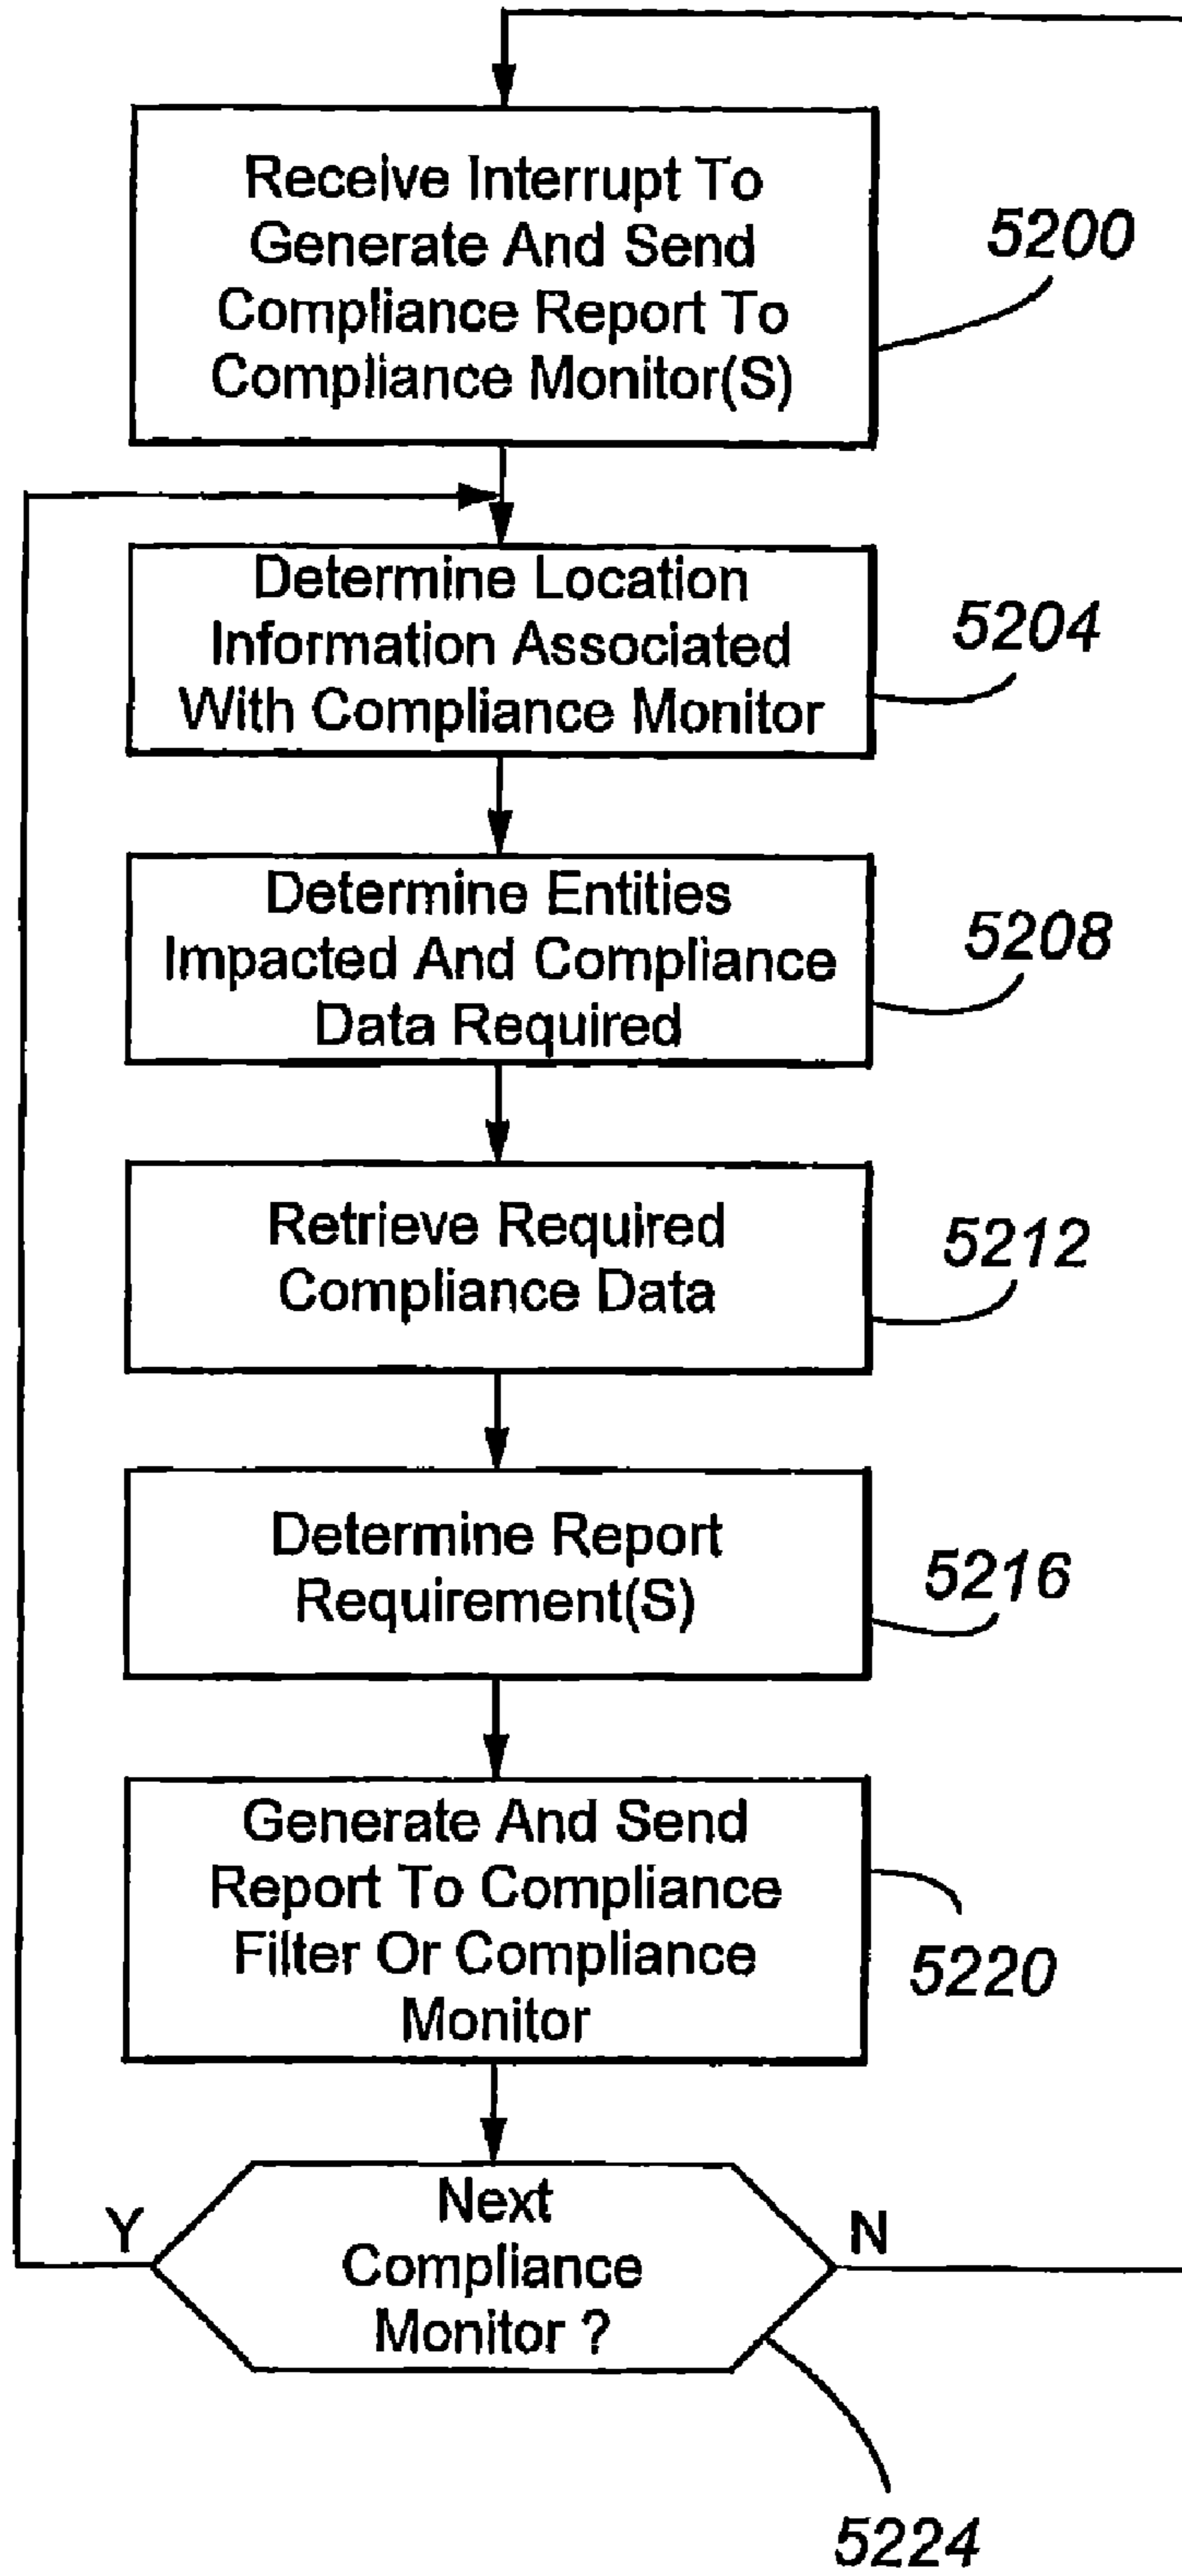 Receive Interrupt To
Generate And Send
Compliance Report To
Compliance Monitor(S)
5200
Determine Location
Information Associated
With Compliance Monitor
5204
Determine Entities
Impacted And Compliance
Data Required
5208
Retrieve Required
Compliance Data
5212
Determine Report
Requirement(S)
5216
Generate And Send
Report To Compliance
Filter Or Compliance
Monitor
5220
Y
Next
Compliance
Monitor ?
N
5224